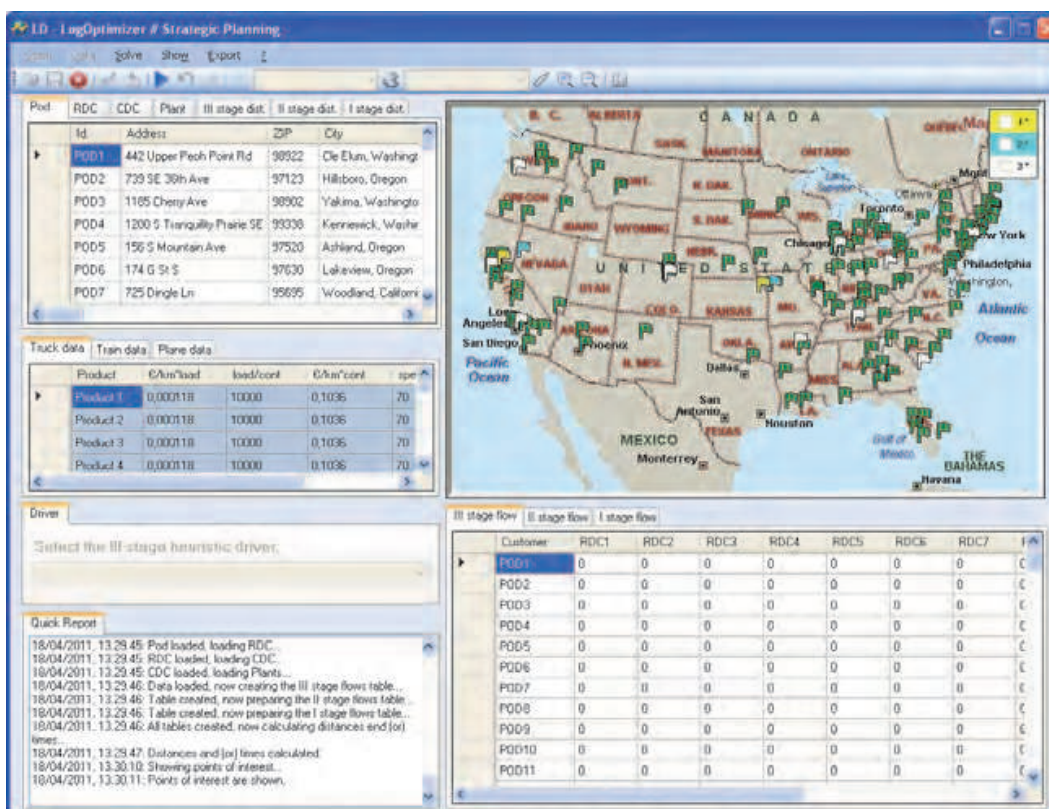 LD - LogOptimizer # Strategic Planning
Solve Show Export ?
Pod RDC CDC Plant III stage dist. II stage dist. I stage dist.
Id Address ZIP City
POD1 442 Upper Peoh Point Rd 98922 Cle Elum, Washingt
POD2 739 SE 36th Ave 97123 Hillsboro, Oregon
POD3 1185 Cherry Ave 98902 Yakima, Washingto
POD4 1200 S Tranquility Prairie SE 99338 Kennewick, Washir
POD5 156 S Mountain Ave 97520 Ashland, Oregon
POD6 174 G St S 97630 Lakeview, Oregon
POD7 725 Dingle Ln 95695 Woodland, Californi
Truck data Train data Plane data
Product €/km*load load/cont €/km*cont spe
Product 1 0,000118 10000 0,1036 70
Product 2 0,000118 10000 0,1036 70
Product 3 0,000118 10000 0,1036 70
Product 4 0,000118 10000 0,1036 70
Driver
Select the III stage heuristic driver:
Quick Report
18/04/2011, 13.29.45: Pod loaded, loading RDC...
18/04/2011, 13.29.45: RDC loaded, loading CDC...
18/04/2011, 13.29.45: CDC loaded, loading Plants...
18/04/2011, 13.29.46: Data loaded, now creating the III stage flows table...
18/04/2011, 13.29.46: Table created, now preparing the II stage flows table...
18/04/2011, 13.29.46: Table created, now preparing the I stage flows table...
18/04/2011, 13.29.46: All tables created, now calculating distances end (or)
times...
18/04/2011, 13.29.47: Distances and (or) times calculated.
18/04/2011, 13.30.10: Showing points of interest...
18/04/2011, 13.30.11: Points of interest are shown.
B. C. ALBERTA CANADA
SASK. MANITOBA ONTARIO
1°
2°
3°
MONT. N. DAK. Ottawa
Lake Superior
OREGON IDAHO WYOMING S. DAK. WIS. Toronto
Chicago New York
NEVADA UNITED STATES Philadelphia
UTAH NEBR. PA. Washington,
COLO. KANSAS MO. VA. Atlantic
Ocean
Los Angeles ARIZONA OKLA. N.C.
San Diego Phoenix N. MEX.
Pacific
Ocean
Dallas MISS.
San Antonio Houston LA.
TEXAS
MEXICO Gulf of Mexico
Monterrey THE BAHAMAS
Havana
III stage flow II stage flow I stage flow
Customer RDC1 RDC2 RDC3 RDC4 RDC5 RDC6 RDC7
POD1 0 0 0 0 0 0 0
POD2 0 0 0 0 0 0 0
POD3 0 0 0 0 0 0 0
POD4 0 0 0 0 0 0 0
POD5 0 0 0 0 0 0 0
POD6 0 0 0 0 0 0 0
POD7 0 0 0 0 0 0 0
POD8 0 0 0 0 0 0 0
POD9 0 0 0 0 0 0 0
POD10 0 0 0 0 0 0 0
POD11 0 0 0 0 0 0 0